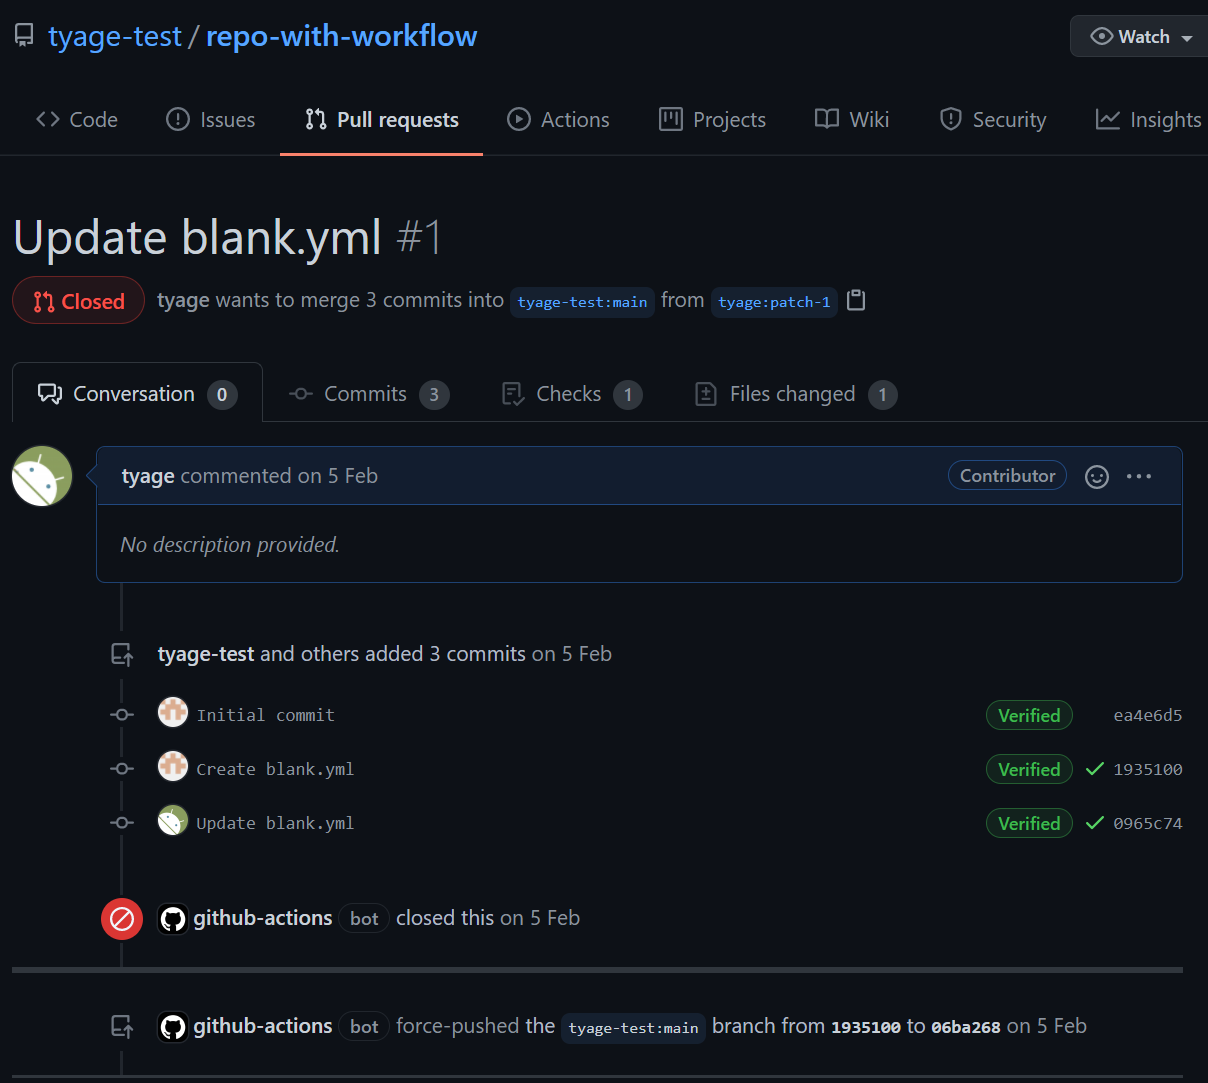 tyage-test / repo-with-workflow
Watch
Code Issues Pull requests Actions Projects Wiki Security Insights
Update blank.yml #1
Closed tyage wants to merge 3 commits into tyage-test:main from tyage:patch-1
Conversation 0 Commits 3 Checks 1 Files changed 1
tyage commented on 5 Feb Contributor
No description provided.
tyage-test and others added 3 commits on 5 Feb
Initial commit Verified ea4e6d5
Create blank.yml Verified 1935100
Update blank.yml Verified 0965c74
github-actions bot closed this on 5 Feb
github-actions bot force-pushed the tyage-test:main branch from 1935100 to 06ba268 on 5 Feb